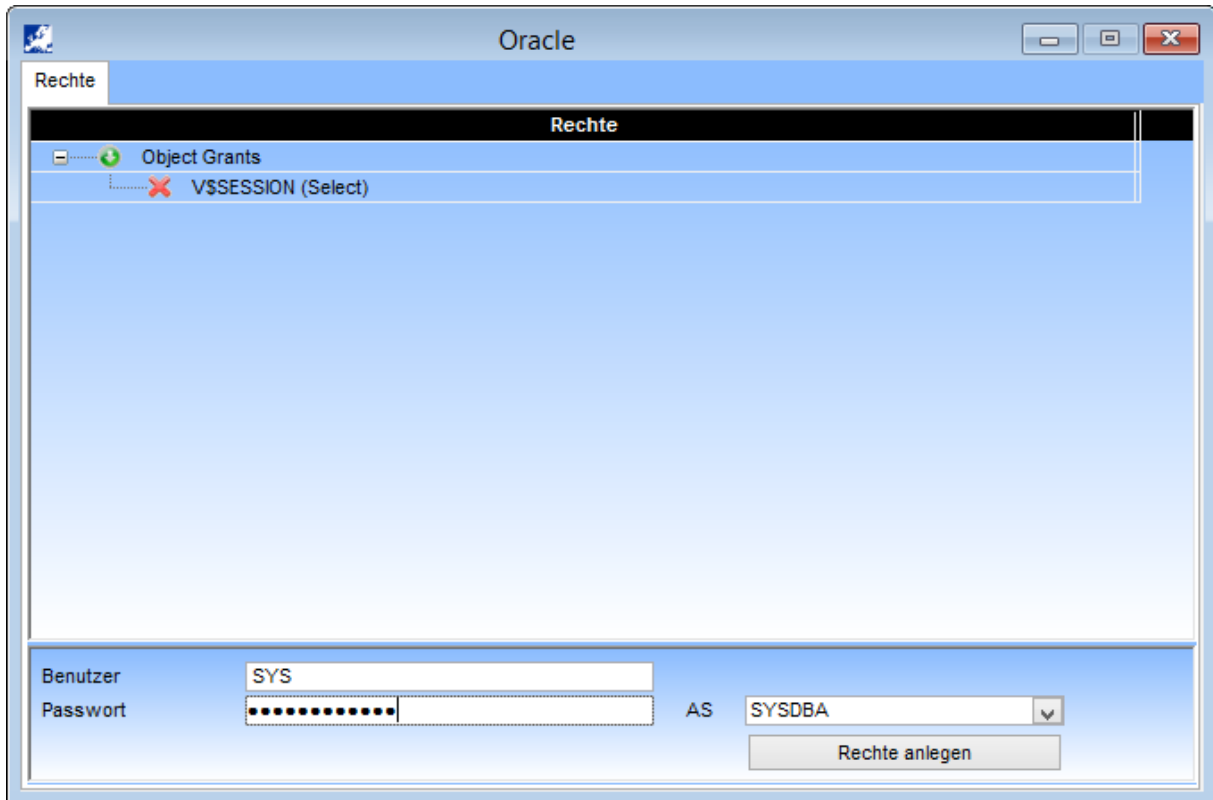 Oracle
Rechte
Rechte
Object Grants
V$SESSION (Select)
Benutzer SYS
Passwort ●●●●●●●●●●●● AS SYSDBA
Rechte anlegen